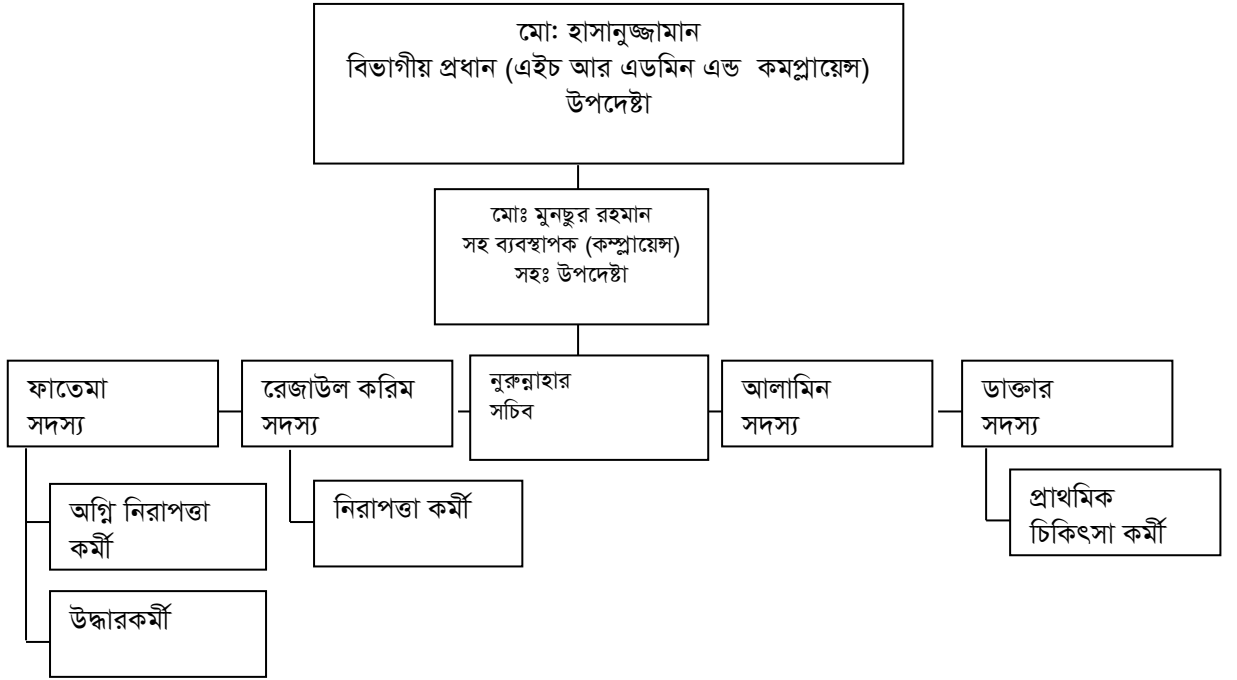 মো: হাসানুজ্জামান
বিভাগীয় প্রধান (এইচ আর এডমিন এন্ড কমপ্লায়েন্স)
উপদেষ্টা
মোঃ মুনছুর রহমান
সহ ব্যবস্থাপক (কম্প্লায়েন্স)
সহঃ উপদেষ্টা
ফাতেমা
সদস্য
রেজাউল করিম
সদস্য
নুরুন্নাহার
সচিব
আলামিন
সদস্য
ডাক্তার
সদস্য
অগ্নি নিরাপত্তা
কর্মী
নিরাপত্তা কর্মী
প্রাথমিক
চিকিৎসা কর্মী
উদ্ধারকর্মী